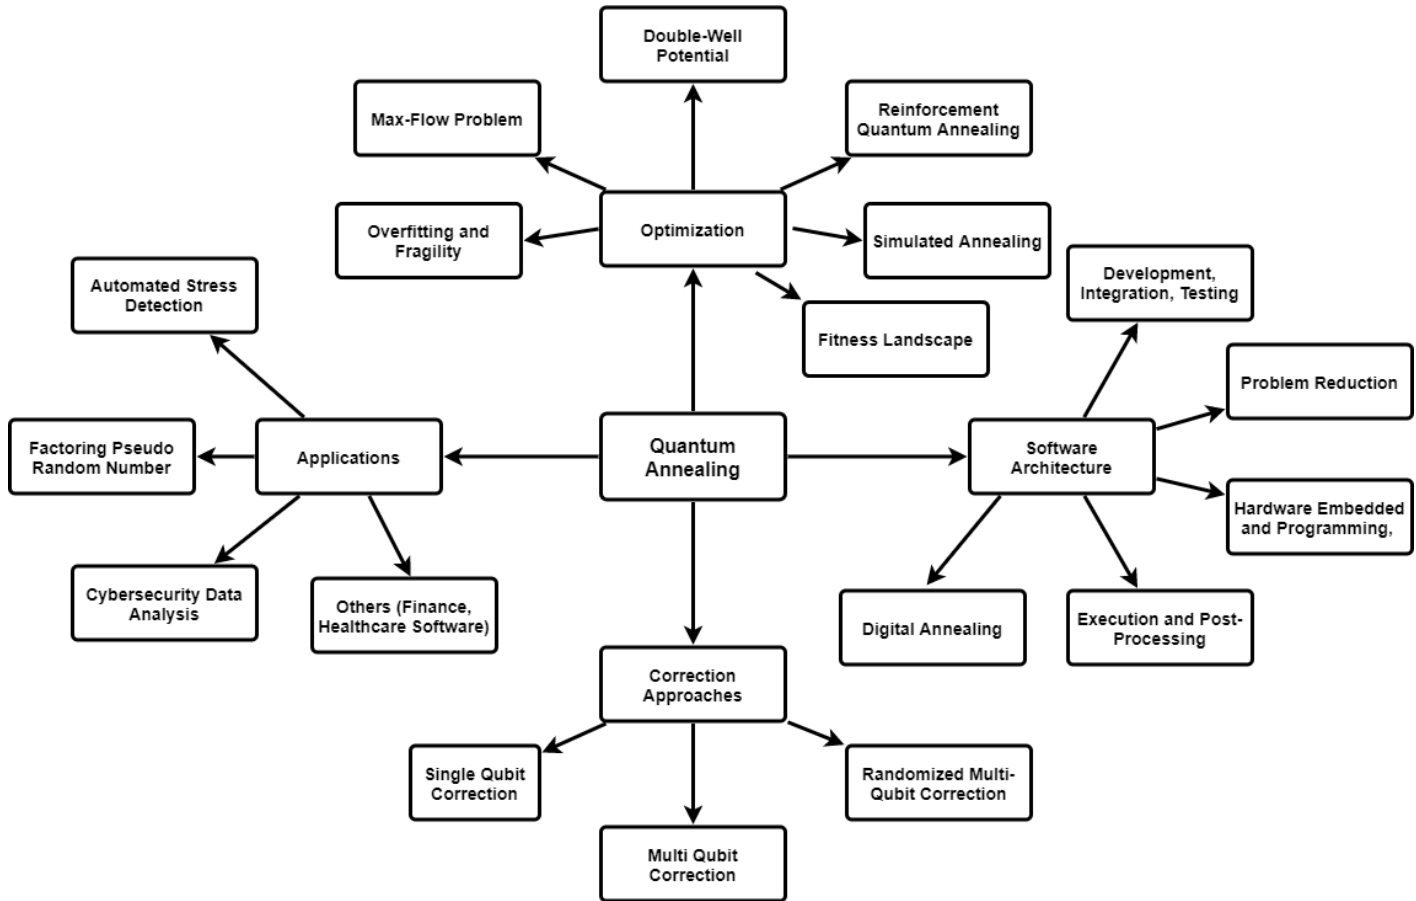 Double-Well
Potential
Max-Flow Problem
Reinforcement
Quantum Annealing
Overfitting and
Fragility
Optimization
Simulated Annealing
Automated Stress
Detection
Fitness Landscape
Development,
Integration, Testing
Problem Reduction
Factoring Pseudo
Random Number
Applications
Quantum
Annealing
Software
Architecture
Hardware Embedded
and Programming,
Cybersecurity Data
Analysis
Others (Finance,
Healthcare Software)
Digital Annealing
Execution and Post-
Processing
Correction
Approaches
Single Qubit
Correction
Randomized Multi-
Qubit Correction
Multi Qubit
Correction